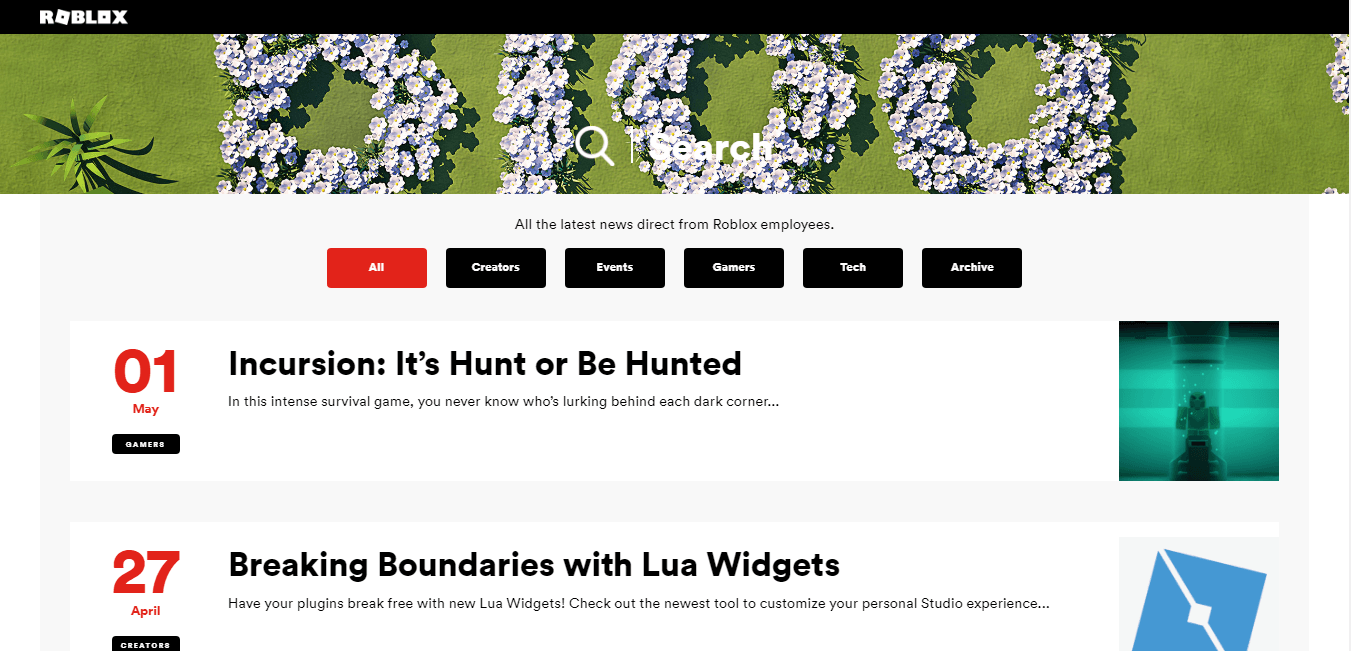 ROBLOX
Blog
Search
All the latest news direct from Roblox employees.
All
Creators
Events
Gamers
Tech
Archive
01
May
GAMERS
Incursion: It’s Hunt or Be Hunted
In this intense survival game, you never know who’s lurking behind each dark corner...
27
April
CREATORS
Breaking Boundaries with Lua Widgets
Have your plugins break free with new Lua Widgets! Check out the newest tool to customize your personal Studio experience...